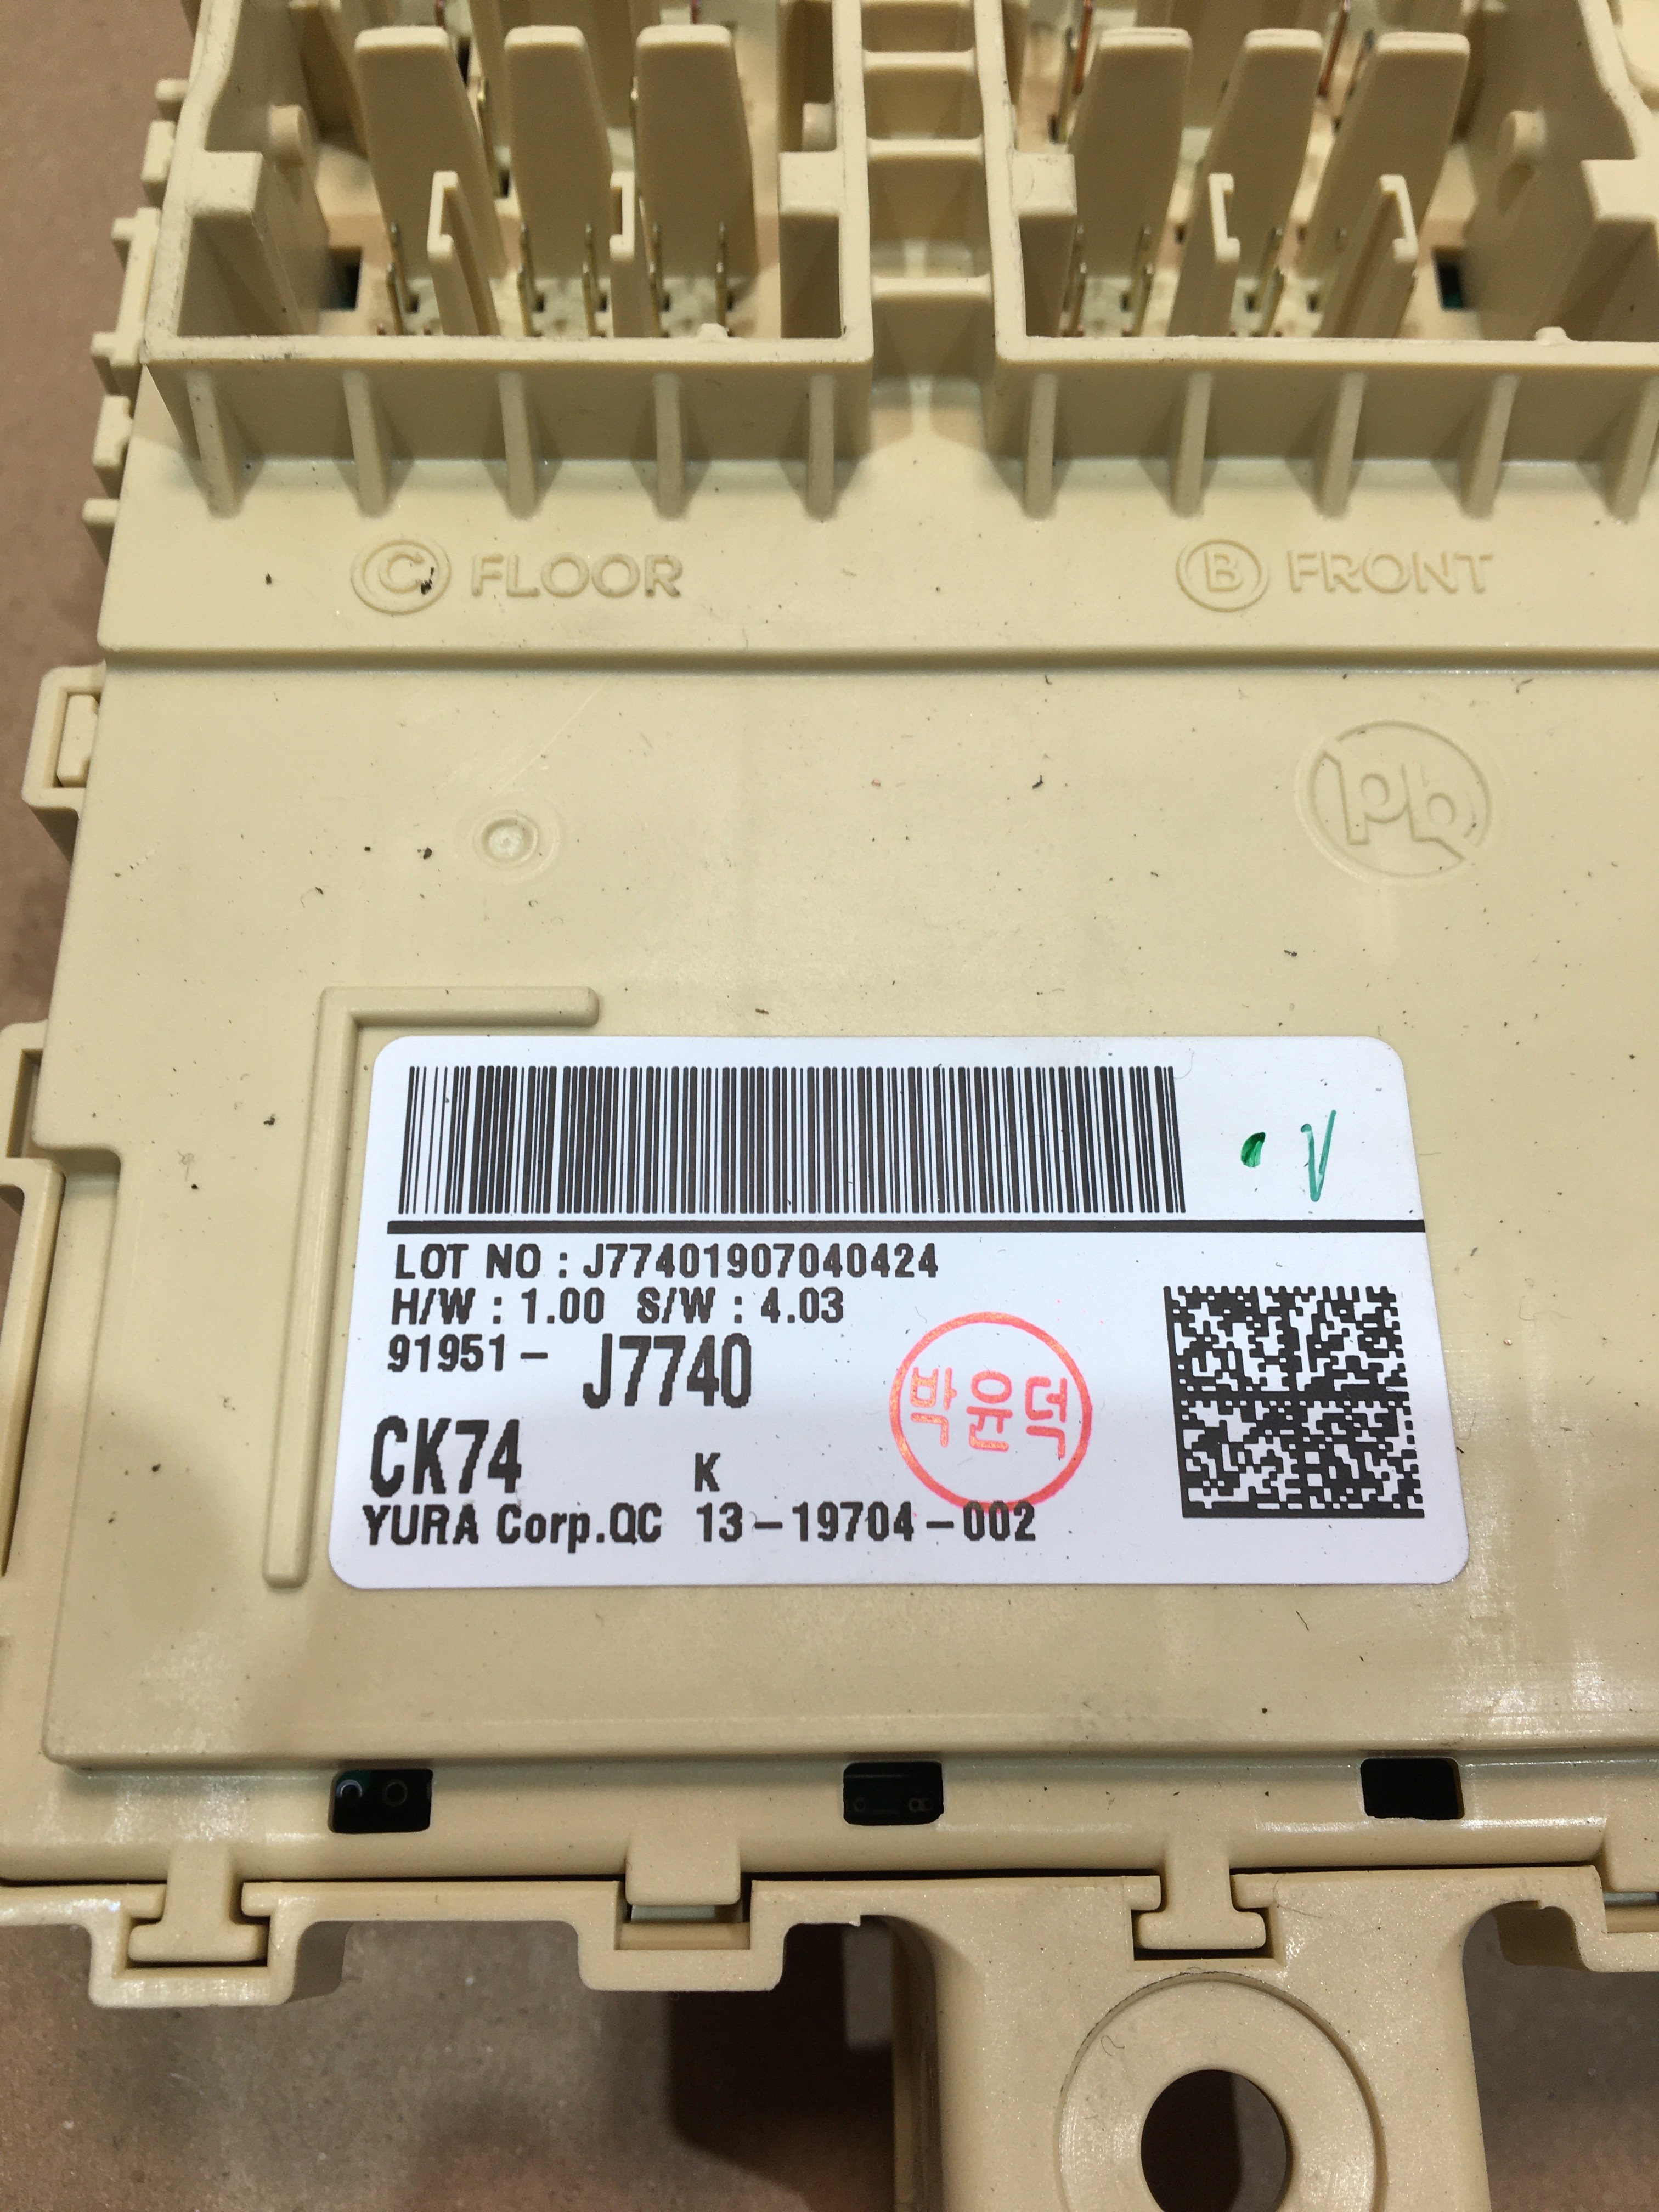 C FLOOR
B FRONT
pb
LOT NO : J77401907040424
H/W : 1.00 S/W : 4.03
91951- J7740
박윤덕
CK74 K
YURA Corp.QC 13-19704-002